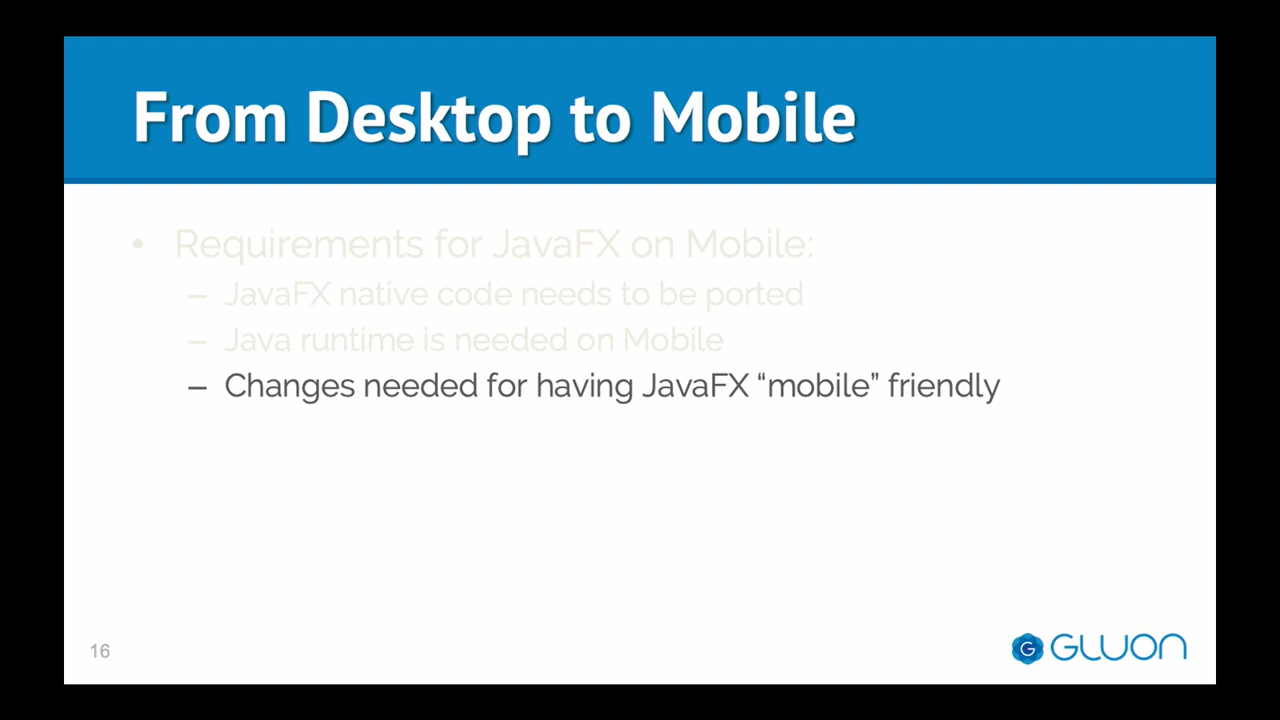 From Desktop to Mobile
• Requirements for JavaFX on Mobile:
– JavaFX native code needs to be ported
– Java runtime is needed on Mobile
– Changes needed for having JavaFX “mobile” friendly
16
G GLUON